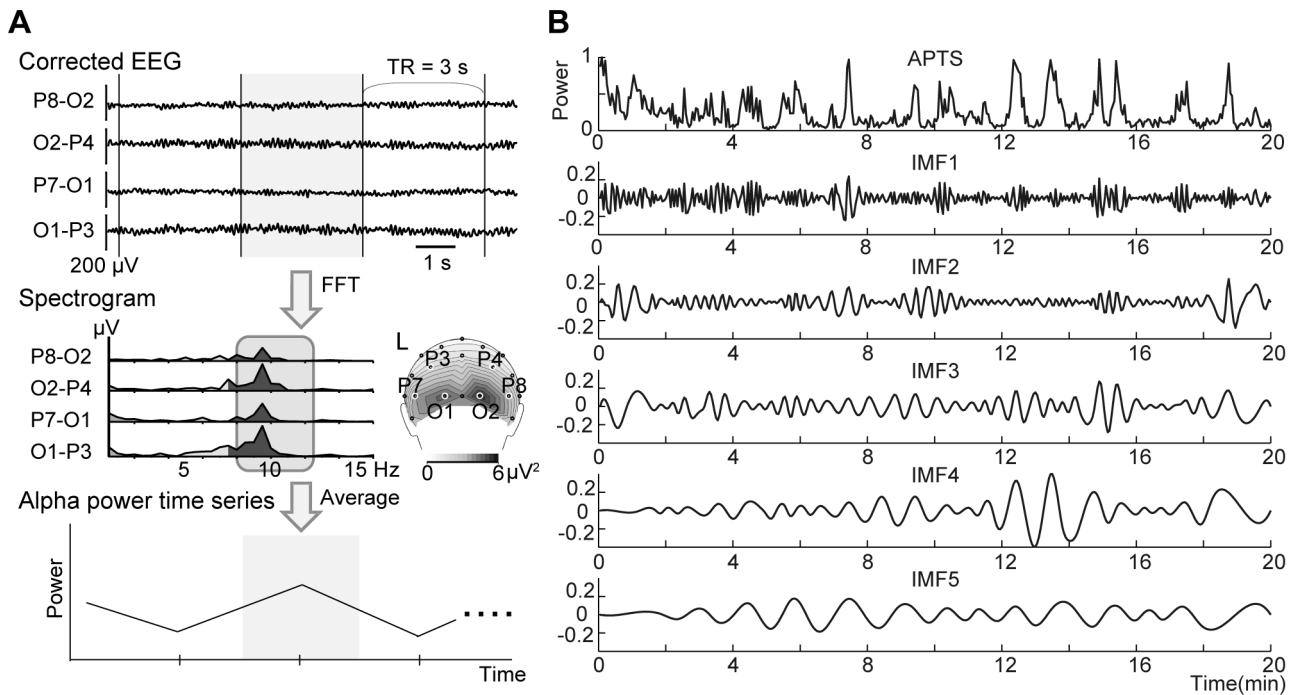 A
Corrected EEG
TR = 3 s
P8-O2
O2-P4
P7-O1
O1-P3
200 µV
1 s
FFT
Spectrogram
µV
P8-O2
O2-P4
P7-O1
O1-P3
5 10 15 Hz
L
P3 P4
P7 P8
O1 O2
0 6 µV²
Average
Alpha power time series
Power
Time
B
APTS
Power
1
0
0 4 8 12 16 20
IMF1
0.2
0
-0.2
0 4 8 12 16 20
IMF2
0.2
0
-0.2
0 4 8 12 16 20
IMF3
0.2
0
-0.2
0 4 8 12 16 20
IMF4
0.2
0
-0.2
0 4 8 12 16 20
IMF5
0.2
0
-0.2
0 4 8 12 16 20
Time(min)